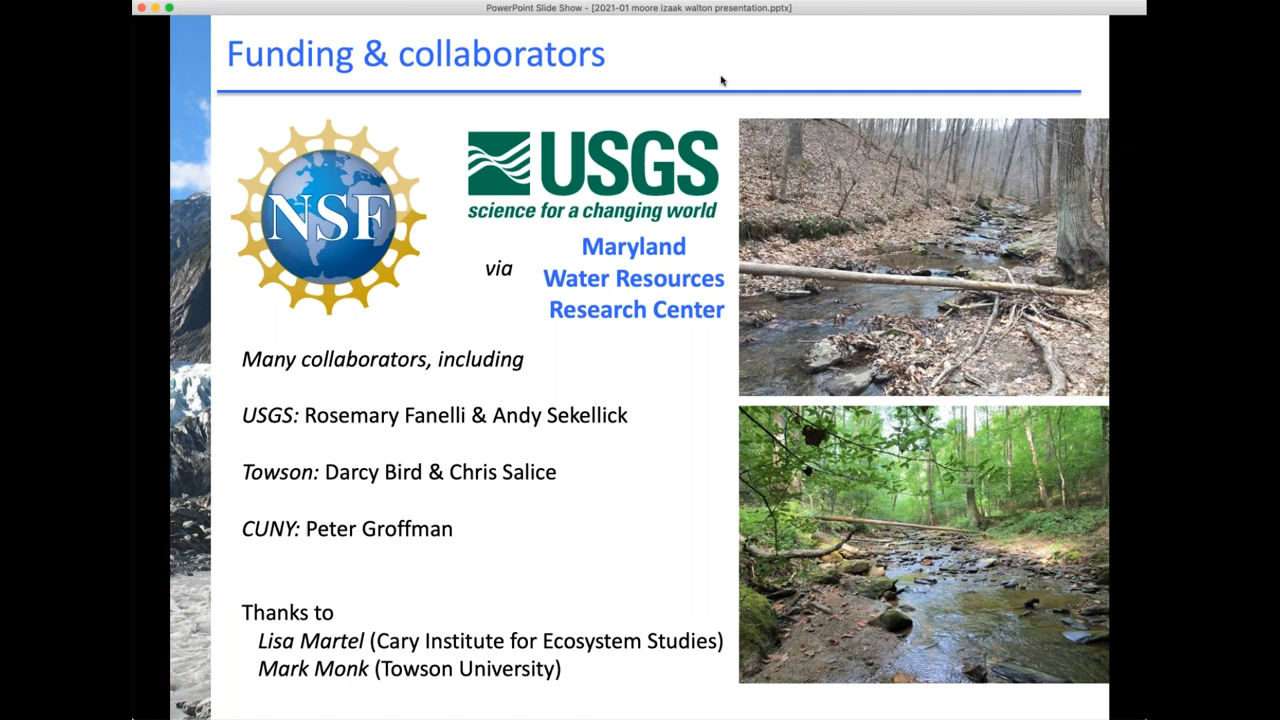 PowerPoint Slide Show - [2021-01 moore izaak walton presentation.pptx]
Funding & collaborators
NSF
USGS
science for a changing world
via
Maryland
Water Resources
Research Center
Many collaborators, including
USGS: Rosemary Fanelli & Andy Sekellick
Towson: Darcy Bird & Chris Salice
CUNY: Peter Groffman
Thanks to
Lisa Martel (Cary Institute for Ecosystem Studies)
Mark Monk (Towson University)